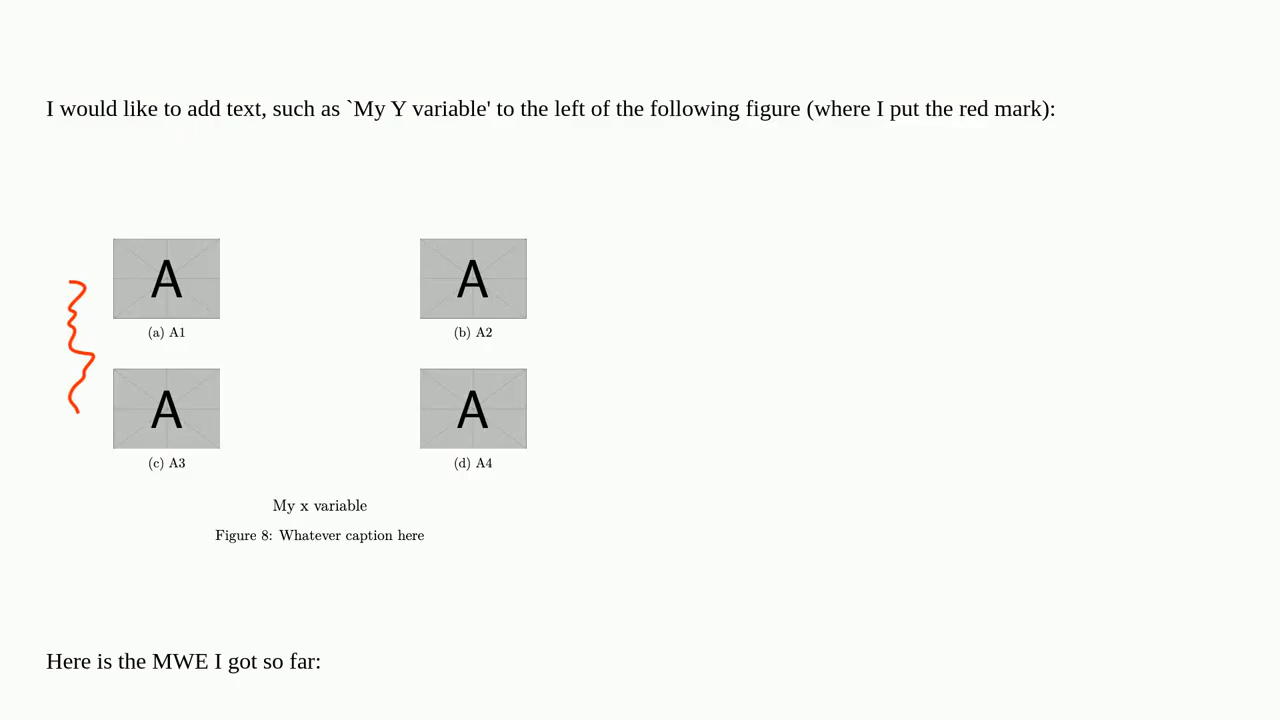 I would like to add text, such as `My Y variable' to the left of the following figure (where I put the red mark):
A A
(a) A1 (b) A2
A A
(c) A3 (d) A4
My x variable
Figure 8: Whatever caption here
Here is the MWE I got so far: